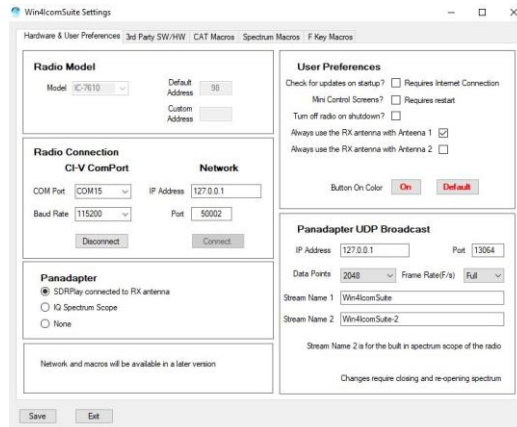 Win4IcomSuite Settings
Hardware & User Preferences 3rd Party SW/HW CAT Macros Spectrum Macros F Key Macros
Radio Model
Model IC-7610
Default Address 98
Custom Address
Radio Connection
CI-V ComPort Network
COM Port COM15 IP Address 127.0.0.1
Baud Rate 115200 Port 50002
Disconnect Connect
Panadapter
SDRPlay connected to RX antenna
IQ Spectrum Scope
None
Network and macros will be available in a later version
User Preferences
Check for updates on startup? Requires Internet Connection
Mini Control Screens? Requires restart
Turn off radio on shutdown?
Always use the RX antenna with Anteena 1
Always use the RX antenna with Antenna 2
Button On Color On Default
Panadapter UDP Broadcast
IP Address 127.0.0.1 Port 13064
Data Points 2048 Frame Rate(F/s) Full
Stream Name 1 Win4IcomSuite
Stream Name 2 Win4IcomSuite-2
Stream Name 2 is for the built in spectrum scope of the radio
Changes require closing and re-opening spectrum
Save Exit